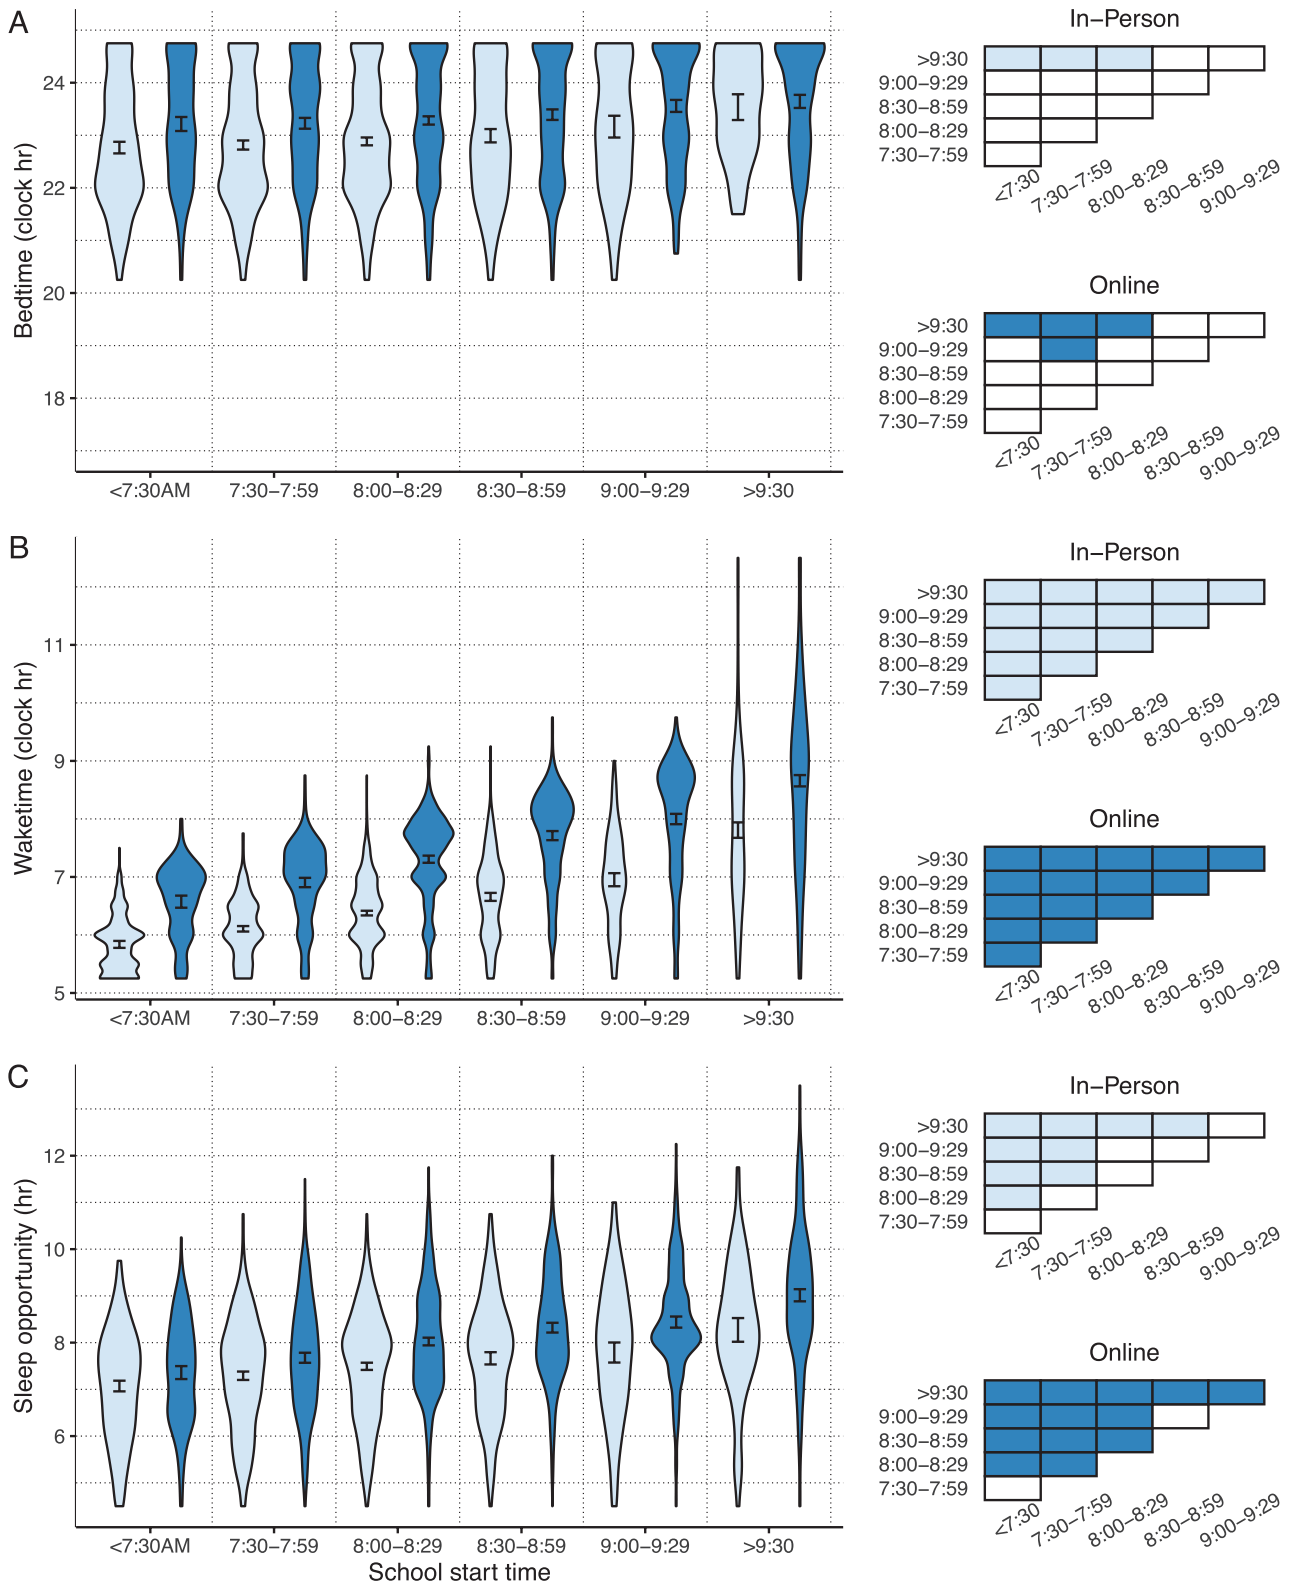 A
Bedtime (clock hr)
24
22
20
18
<7:30AM 7:30–7:59 8:00–8:29 8:30–8:59 9:00–9:29 >9:30
In–Person
>9:30
9:00–9:29
8:30–8:59
8:00–8:29
7:30–7:59
<7:30 7:30–7:59 8:00–8:29 8:30–8:59 9:00–9:29
Online
>9:30
9:00–9:29
8:30–8:59
8:00–8:29
7:30–7:59
<7:30 7:30–7:59 8:00–8:29 8:30–8:59 9:00–9:29
B
Waketime (clock hr)
11
9
7
5
<7:30AM 7:30–7:59 8:00–8:29 8:30–8:59 9:00–9:29 >9:30
In–Person
>9:30
9:00–9:29
8:30–8:59
8:00–8:29
7:30–7:59
<7:30 7:30–7:59 8:00–8:29 8:30–8:59 9:00–9:29
Online
>9:30
9:00–9:29
8:30–8:59
8:00–8:29
7:30–7:59
<7:30 7:30–7:59 8:00–8:29 8:30–8:59 9:00–9:29
C
Sleep opportunity (hr)
12
10
8
6
<7:30AM 7:30–7:59 8:00–8:29 8:30–8:59 9:00–9:29 >9:30
School start time
In–Person
>9:30
9:00–9:29
8:30–8:59
8:00–8:29
7:30–7:59
<7:30 7:30–7:59 8:00–8:29 8:30–8:59 9:00–9:29
Online
>9:30
9:00–9:29
8:30–8:59
8:00–8:29
7:30–7:59
<7:30 7:30–7:59 8:00–8:29 8:30–8:59 9:00–9:29